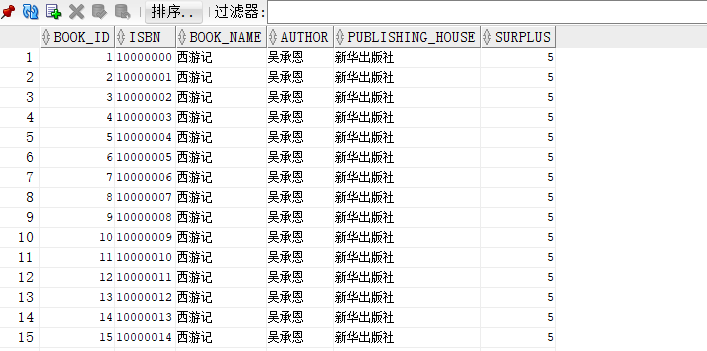 排序.. 过滤器:
BOOK_ID ISBN BOOK_NAME AUTHOR PUBLISHING_HOUSE SURPLUS
1 1 10000000 西游记 吴承恩 新华出版社 5
2 2 10000001 西游记 吴承恩 新华出版社 5
3 3 10000002 西游记 吴承恩 新华出版社 5
4 4 10000003 西游记 吴承恩 新华出版社 5
5 5 10000004 西游记 吴承恩 新华出版社 5
6 6 10000005 西游记 吴承恩 新华出版社 5
7 7 10000006 西游记 吴承恩 新华出版社 5
8 8 10000007 西游记 吴承恩 新华出版社 5
9 9 10000008 西游记 吴承恩 新华出版社 5
10 10 10000009 西游记 吴承恩 新华出版社 5
11 11 10000010 西游记 吴承恩 新华出版社 5
12 12 10000011 西游记 吴承恩 新华出版社 5
13 13 10000012 西游记 吴承恩 新华出版社 5
14 14 10000013 西游记 吴承恩 新华出版社 5
15 15 10000014 西游记 吴承恩 新华出版社 5